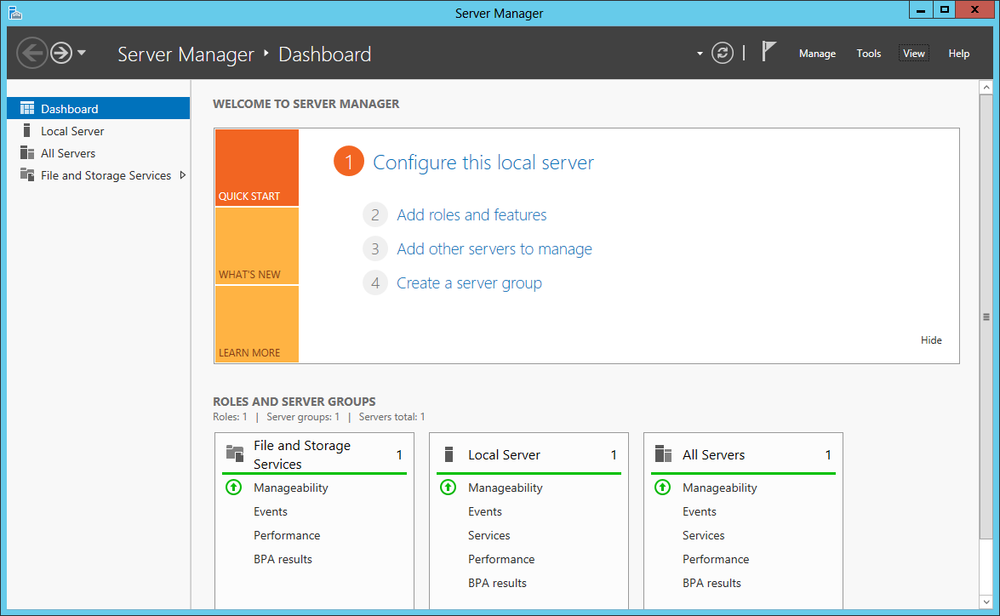 Server Manager
Server Manager ‣ Dashboard
Manage
Tools
View
Help
Dashboard
Local Server
All Servers
File and Storage Services
WELCOME TO SERVER MANAGER
QUICK START
WHAT'S NEW
LEARN MORE
1 Configure this local server
2 Add roles and features
3 Add other servers to manage
4 Create a server group
Hide
ROLES AND SERVER GROUPS
Roles: 1 | Server groups: 1 | Servers total: 1
File and Storage
Services
1
Manageability
Events
Performance
BPA results
Local Server 1
Manageability
Events
Services
Performance
BPA results
All Servers 1
Manageability
Events
Services
Performance
BPA results